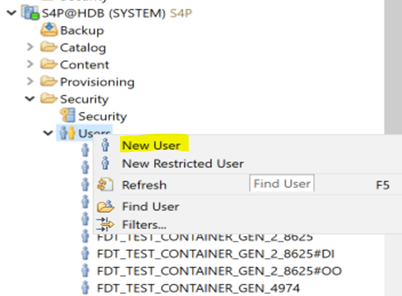 S4P@HDB (SYSTEM) S4P
Backup
Catalog
Content
Provisioning
Security
Security
Users
New User
New Restricted User
Refresh Find User F5
Find User
Filters...
FDT_TEST_CONTAINER_GEN_2_8625
FDT_TEST_CONTAINER_GEN_2_8625#DI
FDT_TEST_CONTAINER_GEN_2_8625#OO
FDT_TEST_CONTAINER_GEN_4974